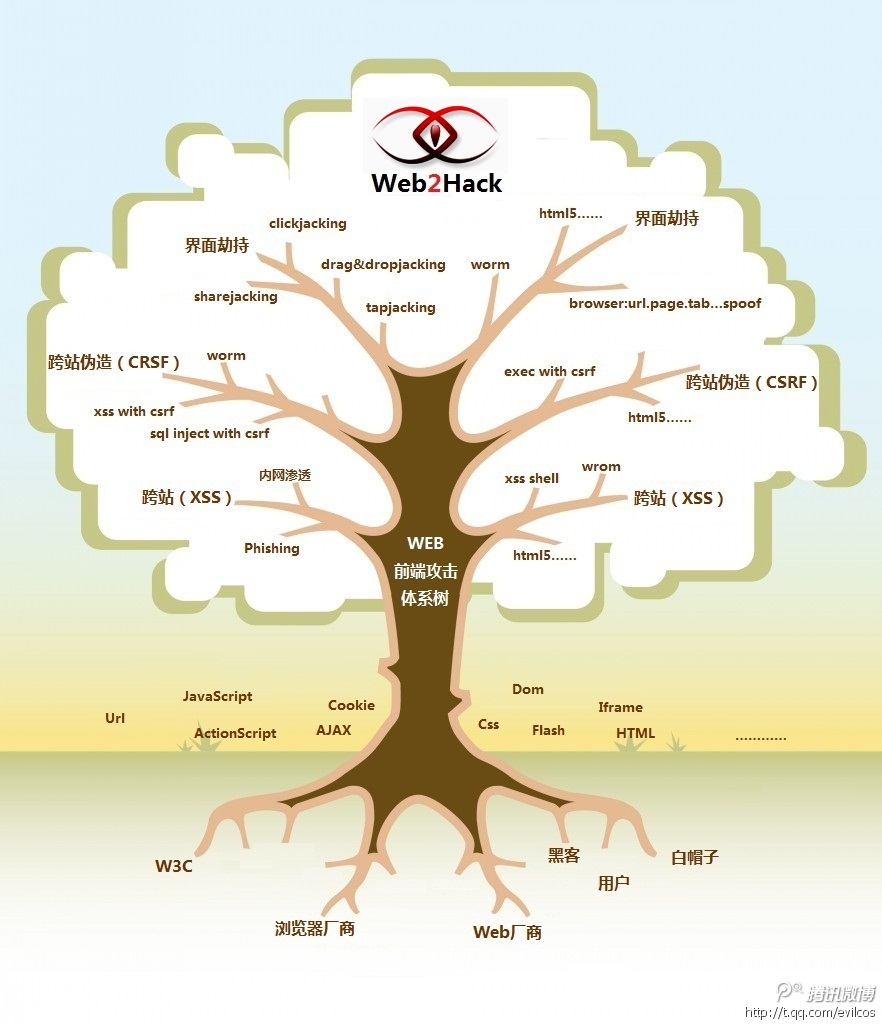 Web2Hack
clickjacking
html5......
界面劫持
界面劫持
drag&dropjacking
worm
sharejacking
tapjacking
browser:url.page.tab...spoof
跨站伪造（CRSF）
worm
exec with csrf
跨站伪造（CSRF）
xss with csrf
html5......
sql inject with csrf
内网渗透
xss shell
wrom
跨站（XSS）
跨站（XSS）
Phishing
html5......
WEB
前端攻击
体系树
JavaScript
Dom
Url
Cookie
Iframe
ActionScript
AJAX
Css
Flash
HTML
............
W3C
黑客
白帽子
用户
浏览器厂商
Web厂商
腾讯微博
http://t.qq.com/evilcos